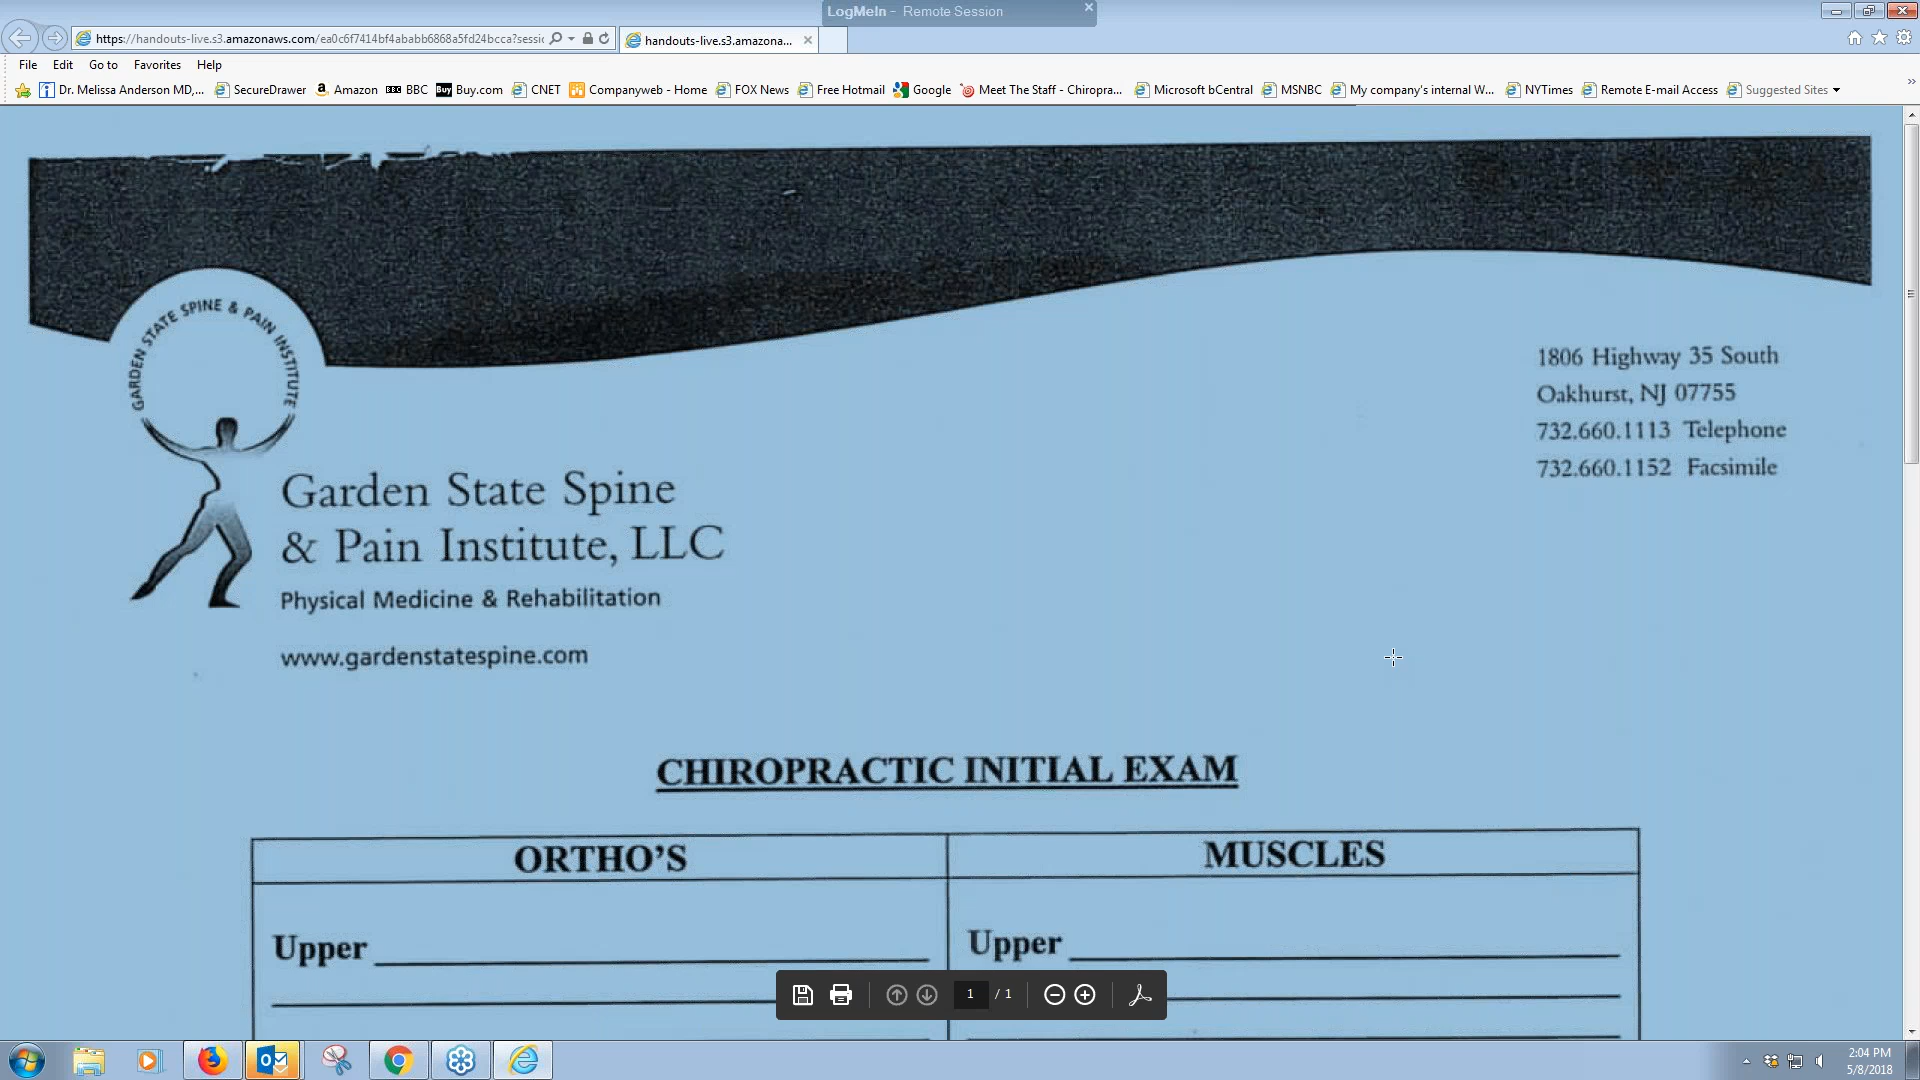 LogMeIn - Remote Session
https://handouts-live.s3.amazonaws.com/ea0c6f7414bf4ababb6868a5fd24bcca?sessic
handouts-live.s3.amazona...
File Edit Go to Favorites Help
Dr. Melissa Anderson MD,... SecureDrawer Amazon BBC BBC Buy Buy.com CNET Companyweb - Home FOX News Free Hotmail Google Meet The Staff - Chiropra... Microsoft bCentral MSNBC My company's internal W... NYTimes Remote E-mail Access Suggested Sites
GARDEN STATE SPINE & PAIN INSTITUTE
1806 Highway 35 South
Oakhurst, NJ 07755
732.660.1113 Telephone
732.660.1152 Facsimile
Garden State Spine
& Pain Institute, LLC
Physical Medicine & Rehabilitation
www.gardenstatespine.com
CHIROPRACTIC INITIAL EXAM
ORTHO'S MUSCLES
Upper Upper
1 / 1
2:04 PM
5/8/2018